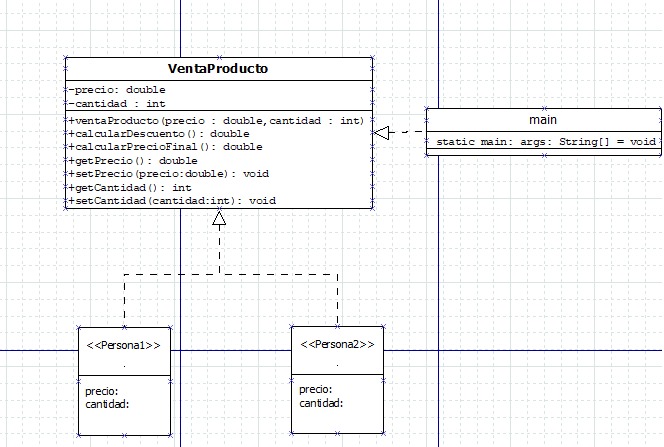 VentaProducto
-precio: double
-cantidad : int
+ventaProducto(precio : double,cantidad : int)
+calcularDescuento(): double
+calcularPrecioFinal(): double
+getPrecio(): double
+setPrecio(precio:double): void
+getCantidad(): int
+setCantidad(cantidad:int): void
main
static main: args: String[] = void
<<Persona1>>
.
precio:
cantidad:
<<Persona2>>
.
precio:
cantidad: